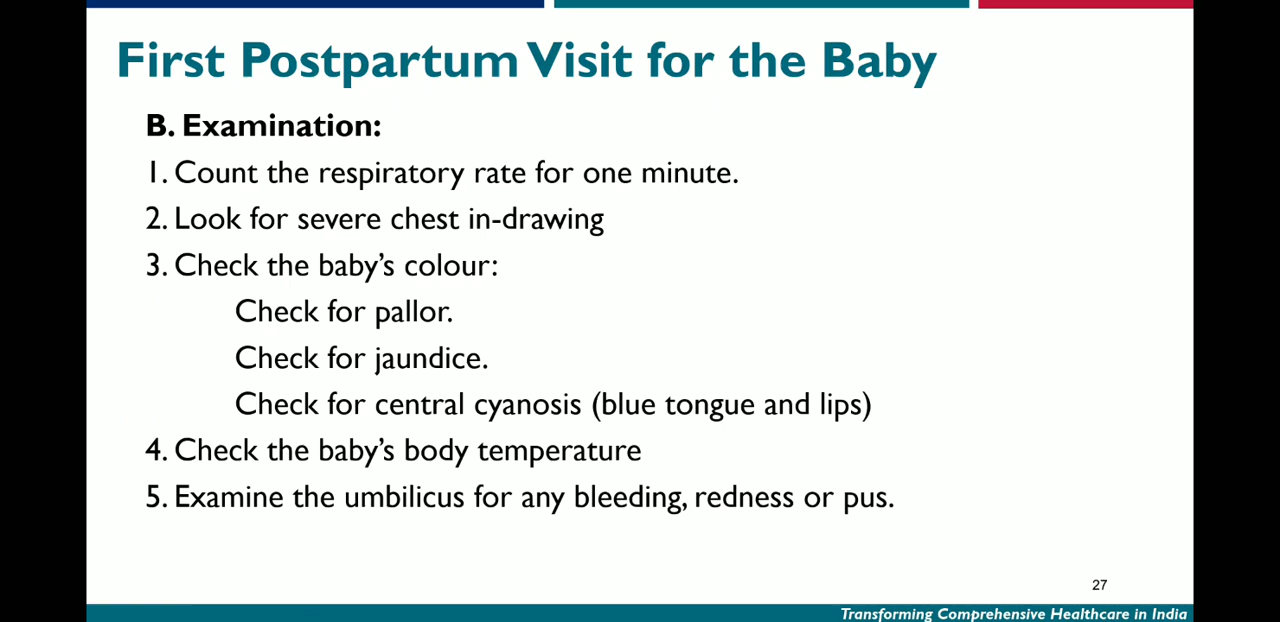 First Postpartum Visit for the Baby
B. Examination:
1. Count the respiratory rate for one minute.
2. Look for severe chest in-drawing
3. Check the baby's colour:
Check for pallor.
Check for jaundice.
Check for central cyanosis (blue tongue and lips)
4. Check the baby's body temperature
5. Examine the umbilicus for any bleeding, redness or pus.
27
Transforming Comprehensive Healthcare in India